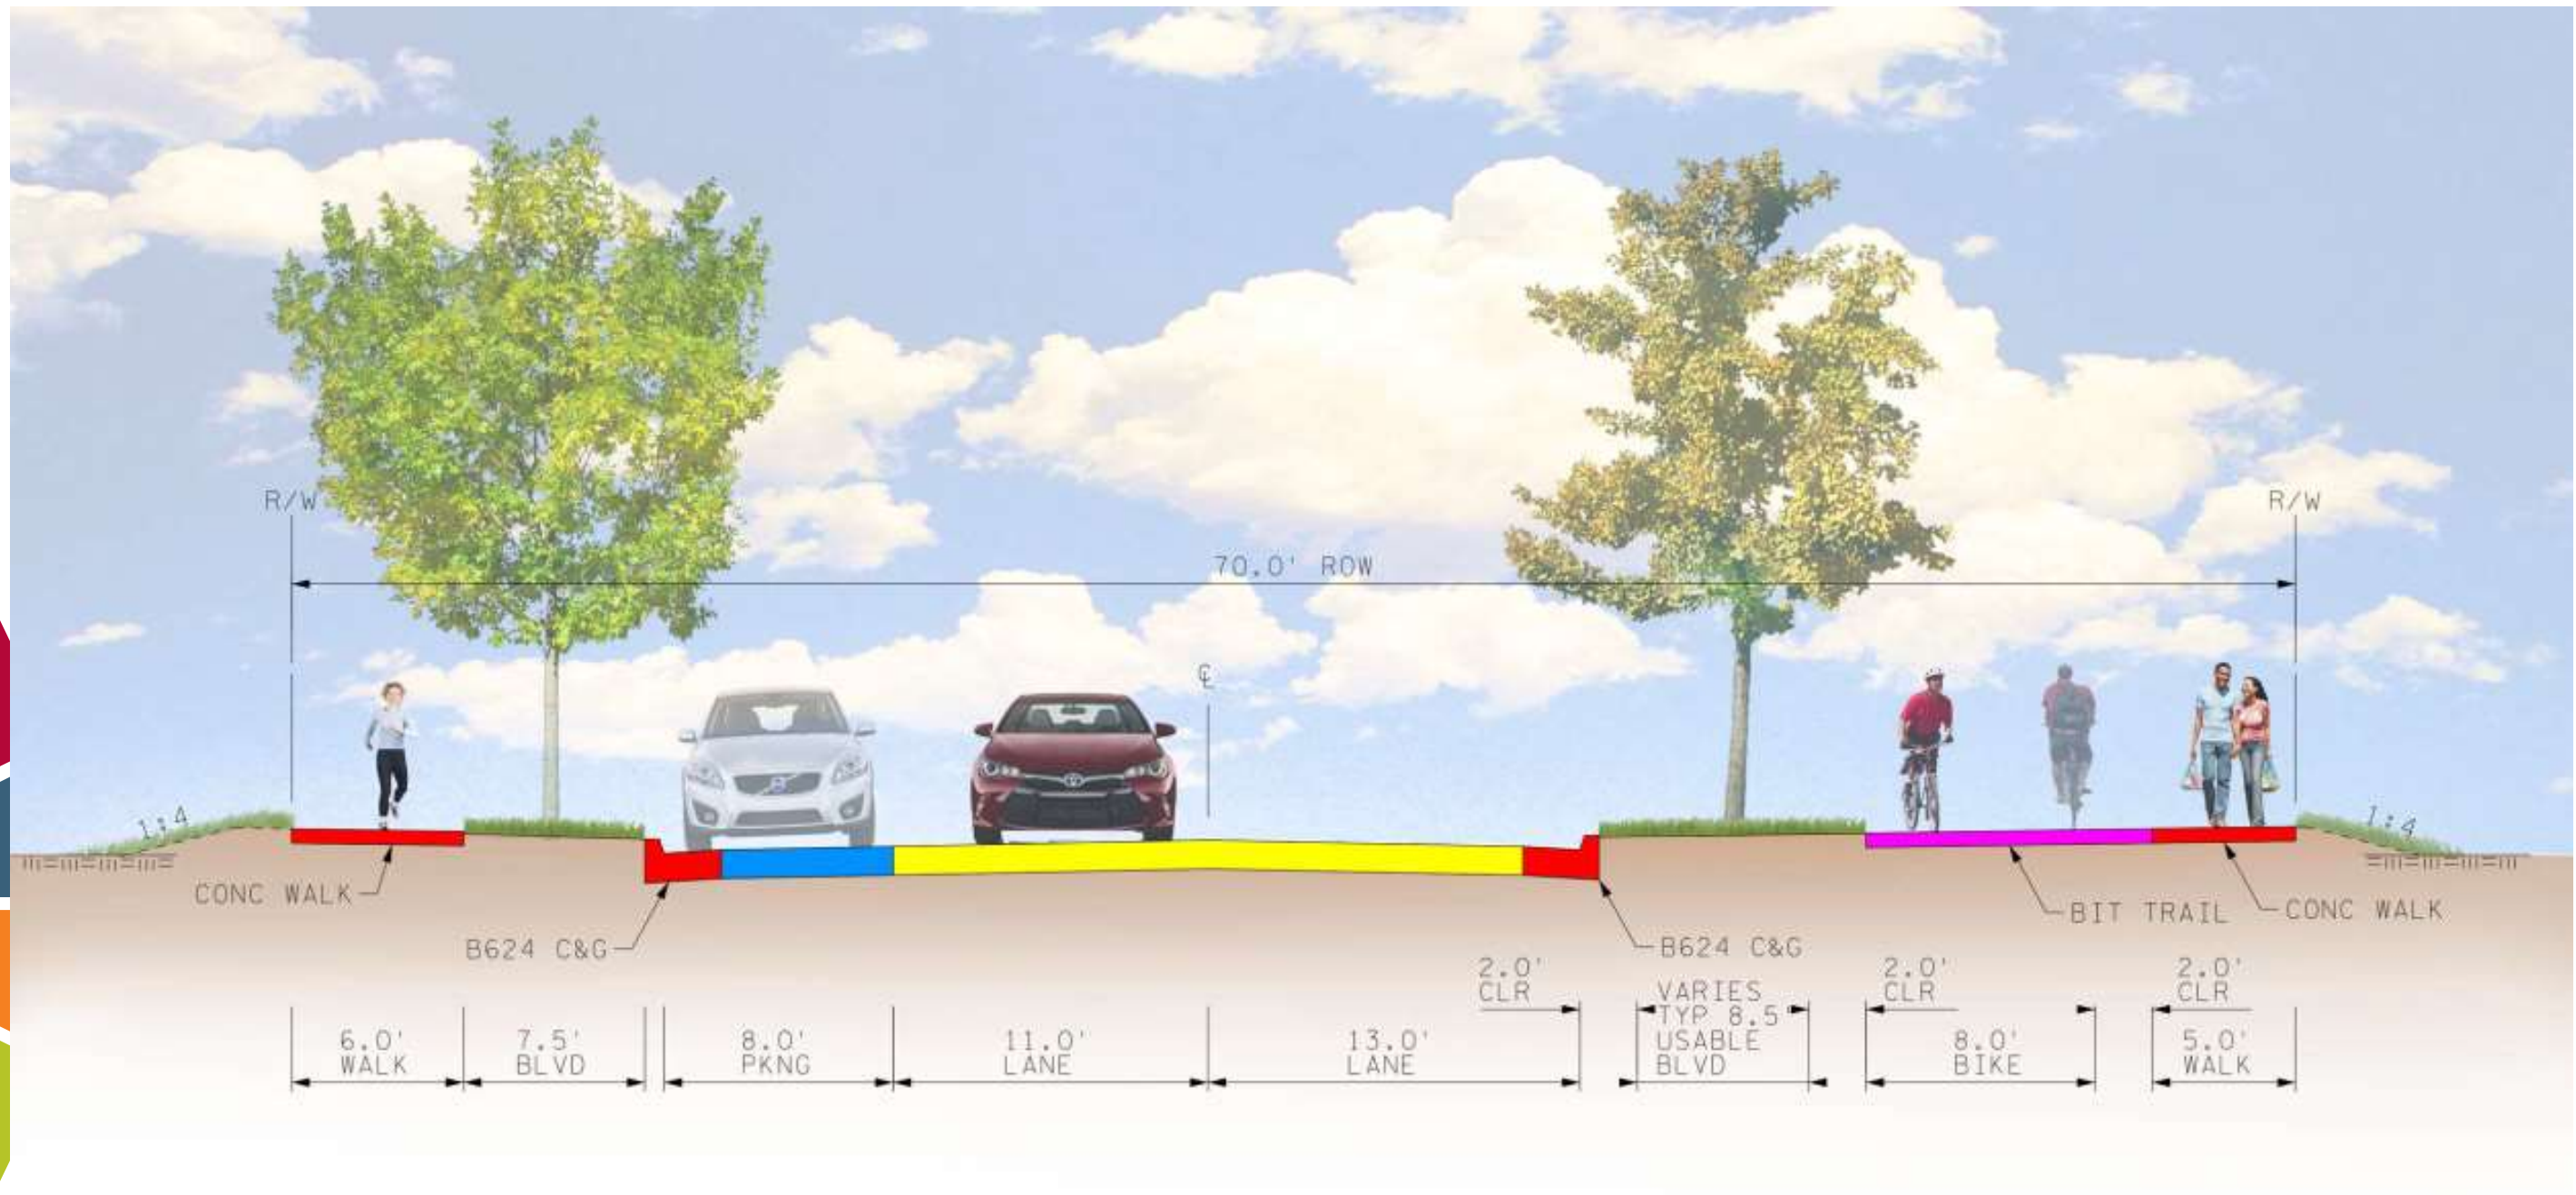 R/W
R/W
70.0' ROW
℄
1:4
1:4
CONC WALK
B624 C&G
B624 C&G
BIT TRAIL
CONC WALK
6.0'
WALK
7.5'
BLVD
8.0'
PKNG
11.0'
LANE
13.0'
LANE
2.0'
CLR
VARIES
TYP 8.5'
USABLE
BLVD
2.0'
CLR
8.0'
BIKE
2.0'
CLR
5.0'
WALK